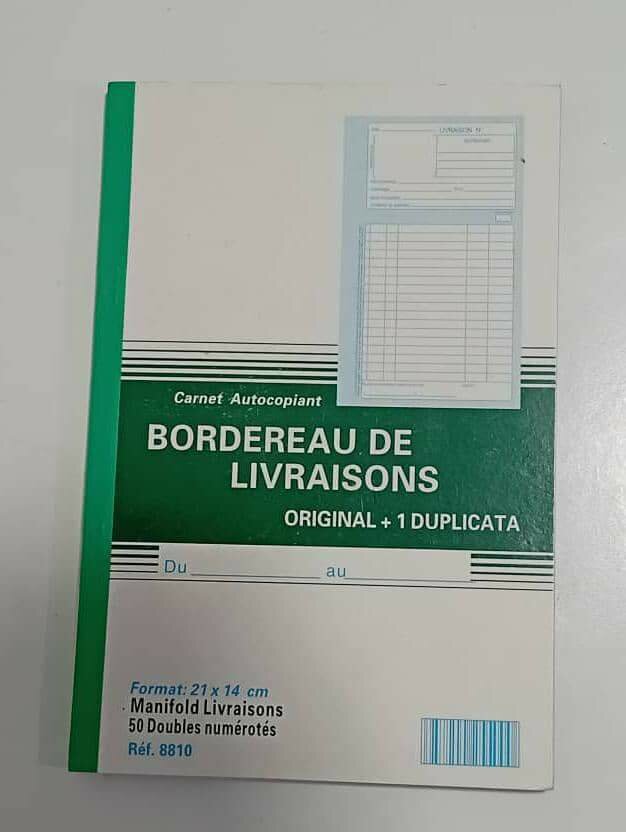 LIVRAISON N°
Carnet Autocopiant
BORDEREAU DE
LIVRAISONS
ORIGINAL + 1 DUPLICATA
Du au
Format: 21 x 14 cm
Manifold Livraisons
50 Doubles numérotés
Réf. 8810